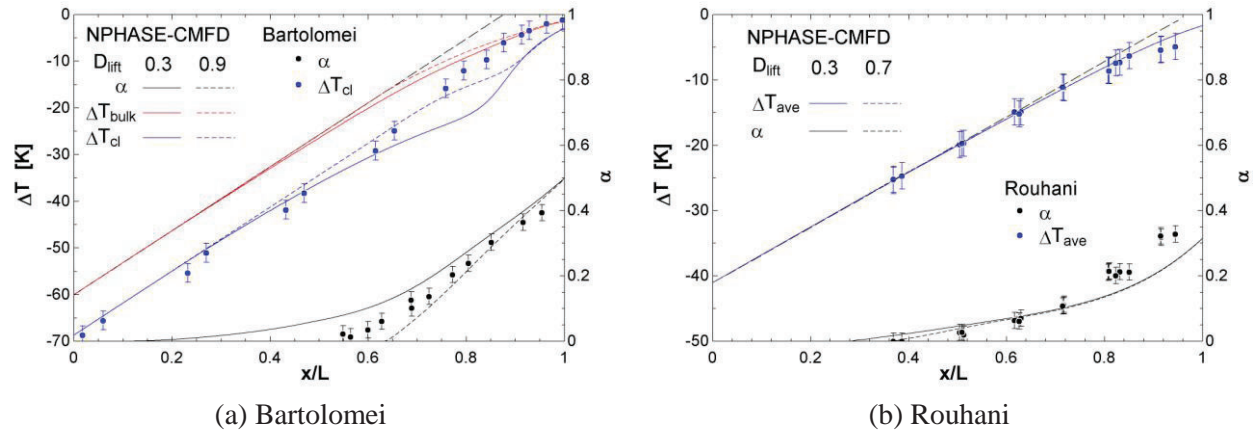 NPHASE-CMFD
D_lift 0.3 0.9
α
ΔT_bulk
ΔT_cl
Bartolomei
α
ΔT_cl
0
-10
-20
-30
-40
-50
-60
-70
ΔT [K]
1
0.8
0.6
0.4
0.2
0
α
0 0.2 0.4 0.6 0.8 1
x/L
(a) Bartolomei
NPHASE-CMFD
D_lift 0.3 0.7
ΔT_ave
α
Rouhani
α
ΔT_ave
0
-10
-20
-30
-40
-50
ΔT [K]
1
0.8
0.6
0.4
0.2
0
α
0 0.2 0.4 0.6 0.8 1
x/L
(b) Rouhani